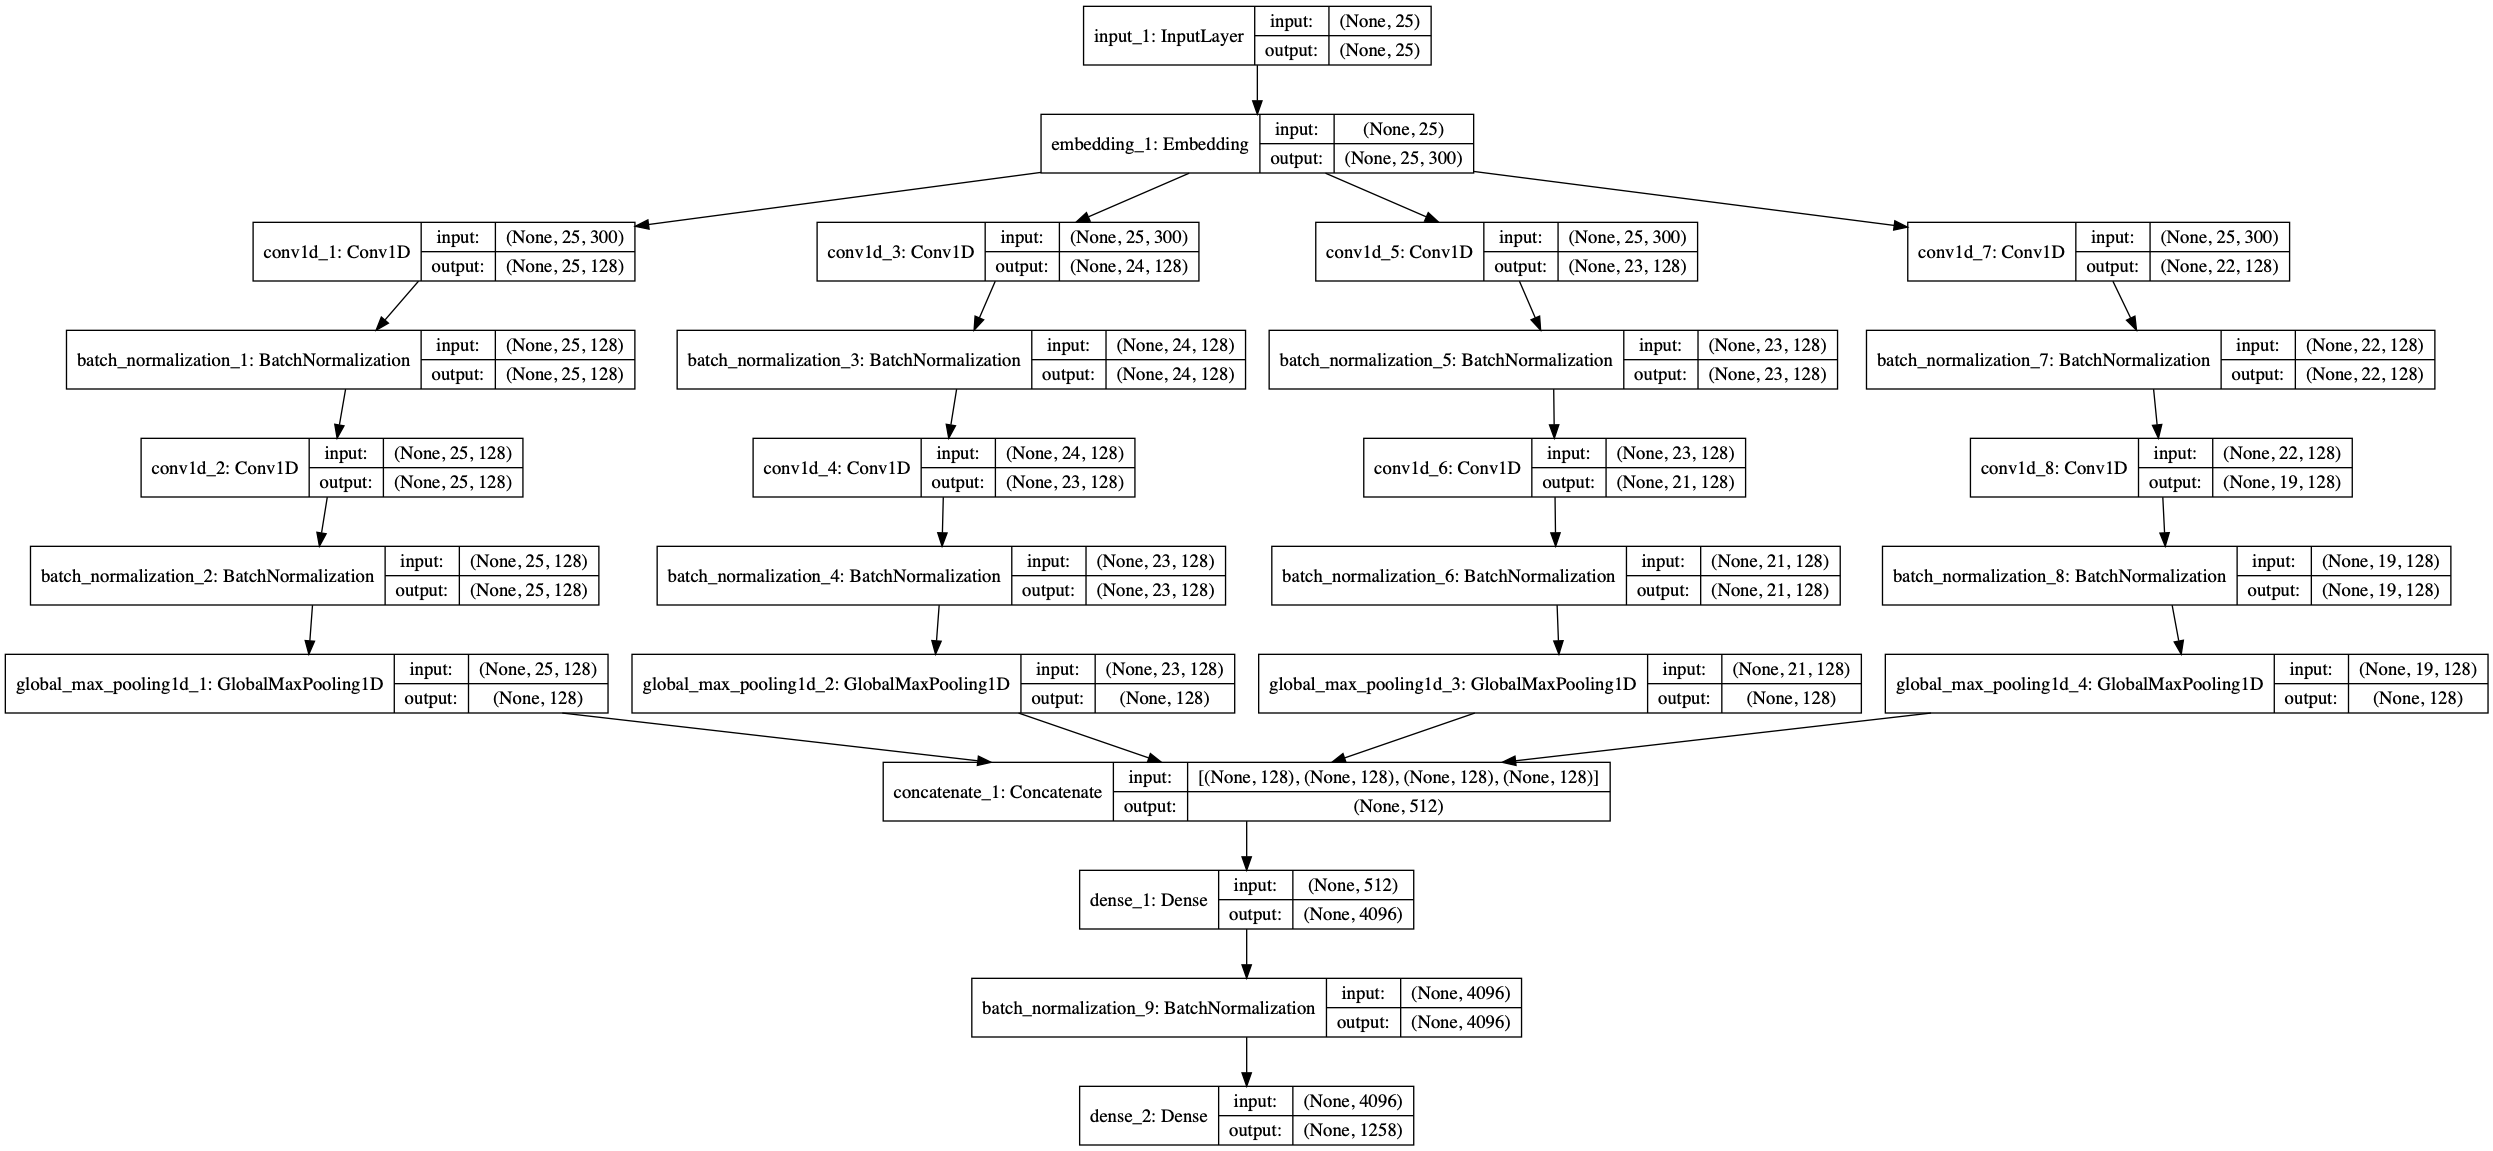 input_1: InputLayer
input: (None, 25)
output: (None, 25)
embedding_1: Embedding
input: (None, 25)
output: (None, 25, 300)
conv1d_1: Conv1D
input: (None, 25, 300)
output: (None, 25, 128)
conv1d_3: Conv1D
input: (None, 25, 300)
output: (None, 24, 128)
conv1d_5: Conv1D
input: (None, 25, 300)
output: (None, 23, 128)
conv1d_7: Conv1D
input: (None, 25, 300)
output: (None, 22, 128)
batch_normalization_1: BatchNormalization
input: (None, 25, 128)
output: (None, 25, 128)
batch_normalization_3: BatchNormalization
input: (None, 24, 128)
output: (None, 24, 128)
batch_normalization_5: BatchNormalization
input: (None, 23, 128)
output: (None, 23, 128)
batch_normalization_7: BatchNormalization
input: (None, 22, 128)
output: (None, 22, 128)
conv1d_2: Conv1D
input: (None, 25, 128)
output: (None, 25, 128)
conv1d_4: Conv1D
input: (None, 24, 128)
output: (None, 23, 128)
conv1d_6: Conv1D
input: (None, 23, 128)
output: (None, 21, 128)
conv1d_8: Conv1D
input: (None, 22, 128)
output: (None, 19, 128)
batch_normalization_2: BatchNormalization
input: (None, 25, 128)
output: (None, 25, 128)
batch_normalization_4: BatchNormalization
input: (None, 23, 128)
output: (None, 23, 128)
batch_normalization_6: BatchNormalization
input: (None, 21, 128)
output: (None, 21, 128)
batch_normalization_8: BatchNormalization
input: (None, 19, 128)
output: (None, 19, 128)
global_max_pooling1d_1: GlobalMaxPooling1D
input: (None, 25, 128)
output: (None, 128)
global_max_pooling1d_2: GlobalMaxPooling1D
input: (None, 23, 128)
output: (None, 128)
global_max_pooling1d_3: GlobalMaxPooling1D
input: (None, 21, 128)
output: (None, 128)
global_max_pooling1d_4: GlobalMaxPooling1D
input: (None, 19, 128)
output: (None, 128)
concatenate_1: Concatenate
input: [(None, 128), (None, 128), (None, 128), (None, 128)]
output: (None, 512)
dense_1: Dense
input: (None, 512)
output: (None, 4096)
batch_normalization_9: BatchNormalization
input: (None, 4096)
output: (None, 4096)
dense_2: Dense
input: (None, 4096)
output: (None, 1258)